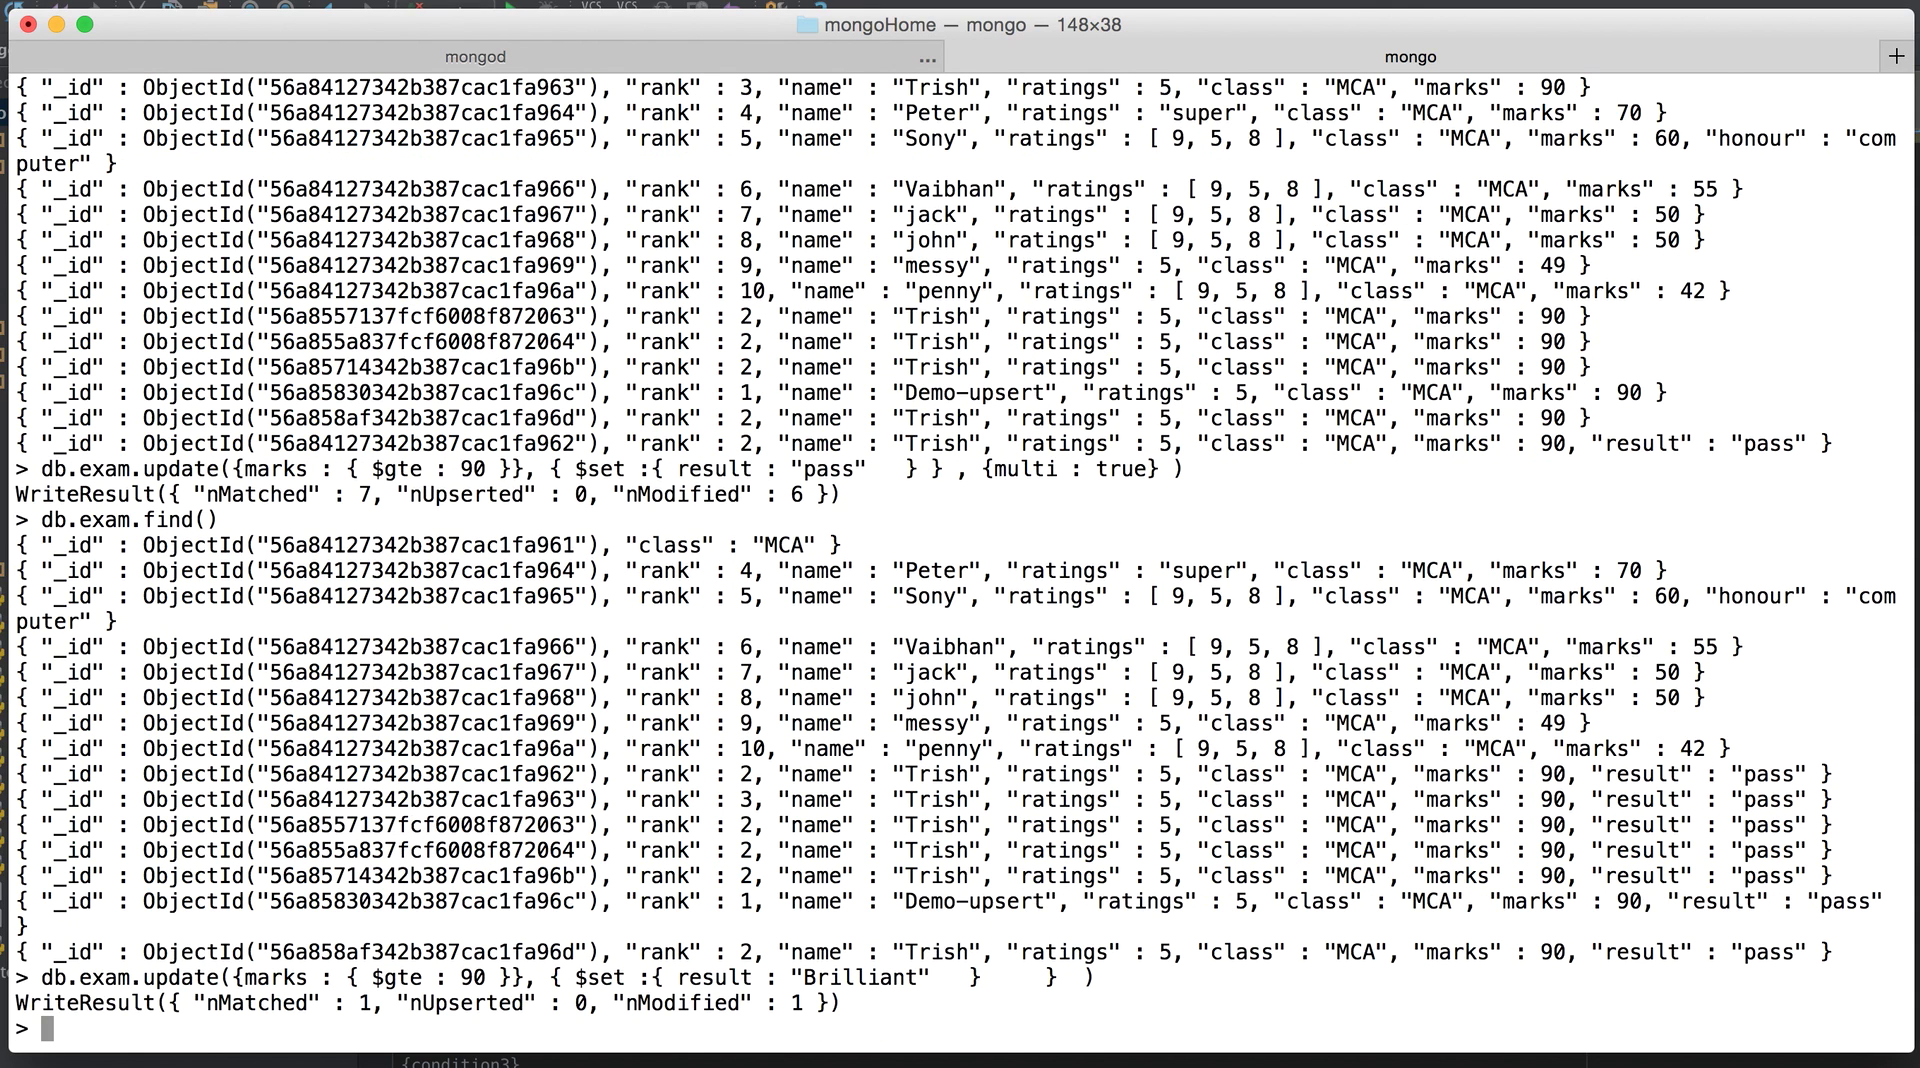 VCS VCS
mongoHome — mongo — 148×38
mongod ... mongo +
{ "_id" : ObjectId("56a84127342b387cac1fa963"), "rank" : 3, "name" : "Trish", "ratings" : 5, "class" : "MCA", "marks" : 90 }
{ "_id" : ObjectId("56a84127342b387cac1fa964"), "rank" : 4, "name" : "Peter", "ratings" : "super", "class" : "MCA", "marks" : 70 }
{ "_id" : ObjectId("56a84127342b387cac1fa965"), "rank" : 5, "name" : "Sony", "ratings" : [ 9, 5, 8 ], "class" : "MCA", "marks" : 60, "honour" : "com
puter" }
{ "_id" : ObjectId("56a84127342b387cac1fa966"), "rank" : 6, "name" : "Vaibhan", "ratings" : [ 9, 5, 8 ], "class" : "MCA", "marks" : 55 }
{ "_id" : ObjectId("56a84127342b387cac1fa967"), "rank" : 7, "name" : "jack", "ratings" : [ 9, 5, 8 ], "class" : "MCA", "marks" : 50 }
{ "_id" : ObjectId("56a84127342b387cac1fa968"), "rank" : 8, "name" : "john", "ratings" : [ 9, 5, 8 ], "class" : "MCA", "marks" : 50 }
{ "_id" : ObjectId("56a84127342b387cac1fa969"), "rank" : 9, "name" : "messy", "ratings" : 5, "class" : "MCA", "marks" : 49 }
{ "_id" : ObjectId("56a84127342b387cac1fa96a"), "rank" : 10, "name" : "penny", "ratings" : [ 9, 5, 8 ], "class" : "MCA", "marks" : 42 }
{ "_id" : ObjectId("56a8557137fcf6008f872063"), "rank" : 2, "name" : "Trish", "ratings" : 5, "class" : "MCA", "marks" : 90 }
{ "_id" : ObjectId("56a855a837fcf6008f872064"), "rank" : 2, "name" : "Trish", "ratings" : 5, "class" : "MCA", "marks" : 90 }
{ "_id" : ObjectId("56a85714342b387cac1fa96b"), "rank" : 2, "name" : "Trish", "ratings" : 5, "class" : "MCA", "marks" : 90 }
{ "_id" : ObjectId("56a85830342b387cac1fa96c"), "rank" : 1, "name" : "Demo-upsert", "ratings" : 5, "class" : "MCA", "marks" : 90 }
{ "_id" : ObjectId("56a858af342b387cac1fa96d"), "rank" : 2, "name" : "Trish", "ratings" : 5, "class" : "MCA", "marks" : 90 }
{ "_id" : ObjectId("56a84127342b387cac1fa962"), "rank" : 2, "name" : "Trish", "ratings" : 5, "class" : "MCA", "marks" : 90, "result" : "pass" }
> db.exam.update({marks : { $gte : 90 }}, { $set :{ result : "pass"   } } , {multi : true} )
WriteResult({ "nMatched" : 7, "nUpserted" : 0, "nModified" : 6 })
> db.exam.find()
{ "_id" : ObjectId("56a84127342b387cac1fa961"), "class" : "MCA" }
{ "_id" : ObjectId("56a84127342b387cac1fa964"), "rank" : 4, "name" : "Peter", "ratings" : "super", "class" : "MCA", "marks" : 70 }
{ "_id" : ObjectId("56a84127342b387cac1fa965"), "rank" : 5, "name" : "Sony", "ratings" : [ 9, 5, 8 ], "class" : "MCA", "marks" : 60, "honour" : "com
puter" }
{ "_id" : ObjectId("56a84127342b387cac1fa966"), "rank" : 6, "name" : "Vaibhan", "ratings" : [ 9, 5, 8 ], "class" : "MCA", "marks" : 55 }
{ "_id" : ObjectId("56a84127342b387cac1fa967"), "rank" : 7, "name" : "jack", "ratings" : [ 9, 5, 8 ], "class" : "MCA", "marks" : 50 }
{ "_id" : ObjectId("56a84127342b387cac1fa968"), "rank" : 8, "name" : "john", "ratings" : [ 9, 5, 8 ], "class" : "MCA", "marks" : 50 }
{ "_id" : ObjectId("56a84127342b387cac1fa969"), "rank" : 9, "name" : "messy", "ratings" : 5, "class" : "MCA", "marks" : 49 }
{ "_id" : ObjectId("56a84127342b387cac1fa96a"), "rank" : 10, "name" : "penny", "ratings" : [ 9, 5, 8 ], "class" : "MCA", "marks" : 42 }
{ "_id" : ObjectId("56a84127342b387cac1fa962"), "rank" : 2, "name" : "Trish", "ratings" : 5, "class" : "MCA", "marks" : 90, "result" : "pass" }
{ "_id" : ObjectId("56a84127342b387cac1fa963"), "rank" : 3, "name" : "Trish", "ratings" : 5, "class" : "MCA", "marks" : 90, "result" : "pass" }
{ "_id" : ObjectId("56a8557137fcf6008f872063"), "rank" : 2, "name" : "Trish", "ratings" : 5, "class" : "MCA", "marks" : 90, "result" : "pass" }
{ "_id" : ObjectId("56a855a837fcf6008f872064"), "rank" : 2, "name" : "Trish", "ratings" : 5, "class" : "MCA", "marks" : 90, "result" : "pass" }
{ "_id" : ObjectId("56a85714342b387cac1fa96b"), "rank" : 2, "name" : "Trish", "ratings" : 5, "class" : "MCA", "marks" : 90, "result" : "pass" }
{ "_id" : ObjectId("56a85830342b387cac1fa96c"), "rank" : 1, "name" : "Demo-upsert", "ratings" : 5, "class" : "MCA", "marks" : 90, "result" : "pass"
}
{ "_id" : ObjectId("56a858af342b387cac1fa96d"), "rank" : 2, "name" : "Trish", "ratings" : 5, "class" : "MCA", "marks" : 90, "result" : "pass" }
> db.exam.update({marks : { $gte : 90 }}, { $set :{ result : "Brilliant"   }     }  )
WriteResult({ "nMatched" : 1, "nUpserted" : 0, "nModified" : 1 })
>
{condition3}